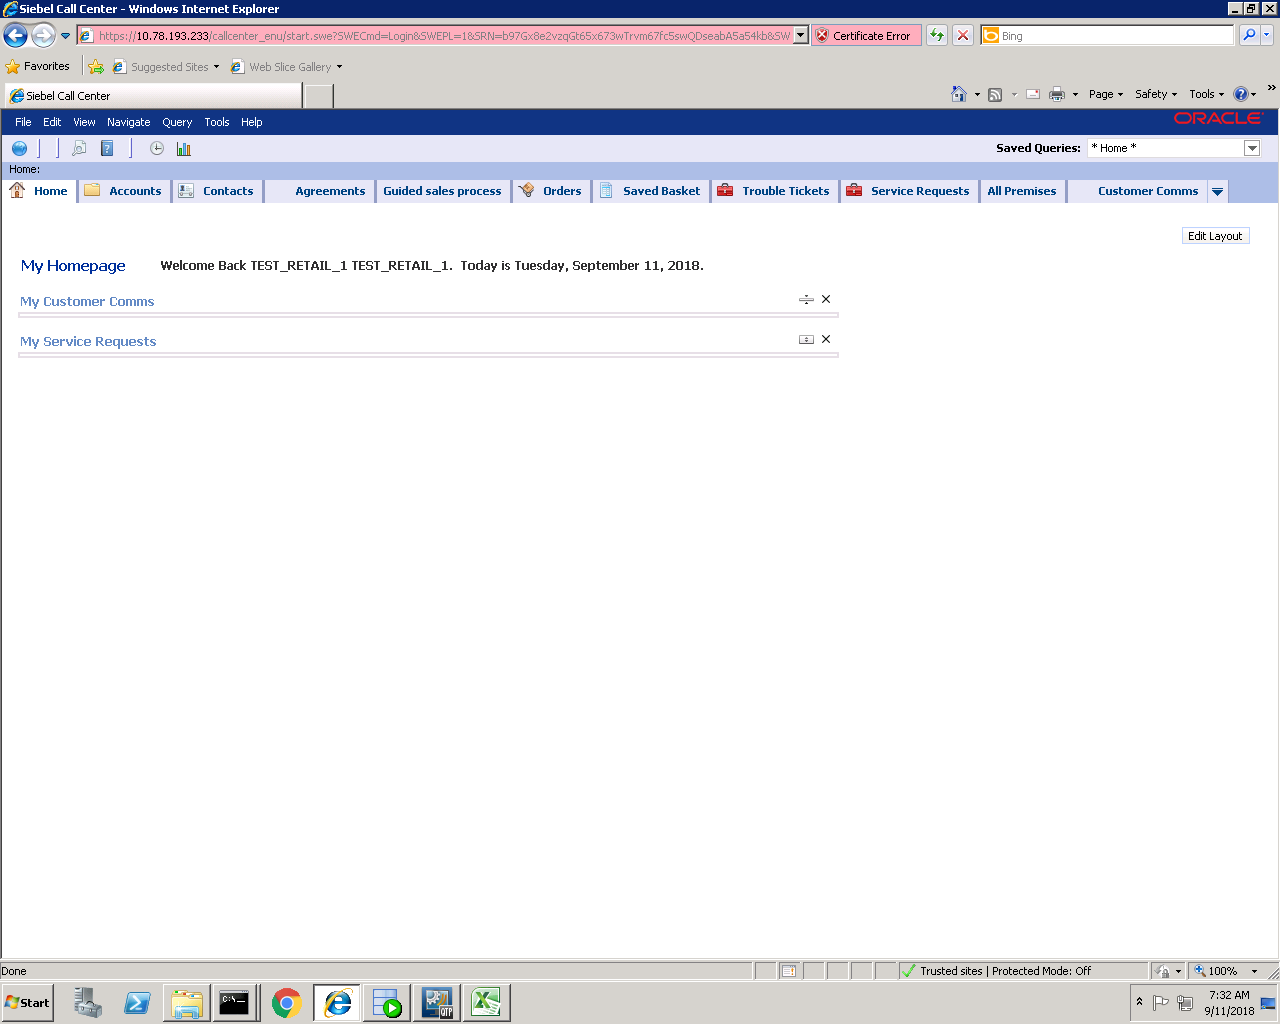 Siebel Call Center - Windows Internet Explorer
https://10.78.193.233/callcenter_enu/start.swe?SWECmd=Login&SWEPL=1&SRN=b97Gx8e2vzqGt65x673wTrvm67fc5swQDseabA5a54kb&SW
Certificate Error
Bing
Favorites
Suggested Sites
Web Slice Gallery
Siebel Call Center
Page
Safety
Tools
File Edit View Navigate Query Tools Help
ORACLE
Saved Queries: * Home *
Home:
Home Accounts Contacts Agreements Guided sales process Orders Saved Basket Trouble Tickets Service Requests All Premises Customer Comms
Edit Layout
My Homepage Welcome Back TEST_RETAIL_1 TEST_RETAIL_1. Today is Tuesday, September 11, 2018.
My Customer Comms
My Service Requests
Done
Trusted sites | Protected Mode: Off
100%
Start
C:\.
QTP
7:32 AM
9/11/2018